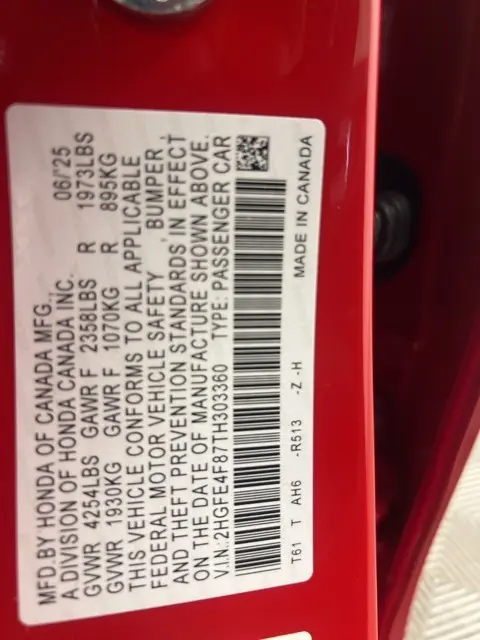 MFD.BY HONDA OF CANADA MFG., 06/'25
A DIVISION OF HONDA CANADA INC.
GVWR 4254LBS GAWR F 2358LBS R 1973LBS
GVWR 1930KG GAWR F 1070KG R 895KG
THIS VEHICLE CONFORMS TO ALL APPLICABLE
FEDERAL MOTOR VEHICLE SAFETY , BUMPER ,
AND THEFT PREVENTION STANDARDS IN EFFECT
ON THE DATE OF MANUFACTURE SHOWN ABOVE.
V.I.N.:2HGFE4F87TH303360 TYPE: PASSENGER CAR
T61 T AH6 -R513 -Z -H MADE IN CANADA